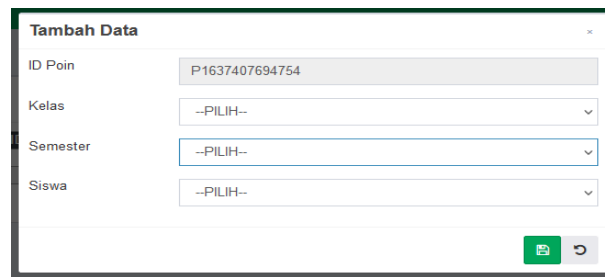 Tambah Data
×
ID Poin
P1637407694754
Kelas
--PILIH--
Semester
--PILIH--
Siswa
--PILIH--